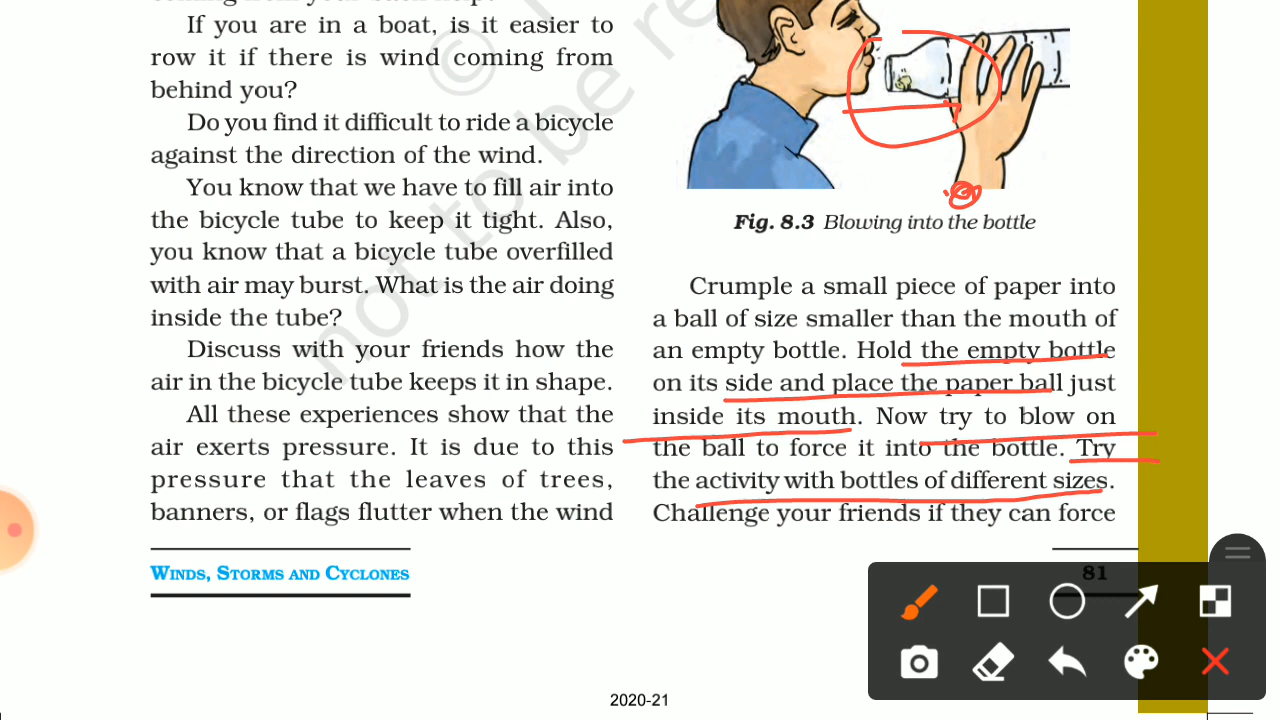 If you are in a boat, is it easier to
row it if there is wind coming from
behind you?
Do you find it difficult to ride a bicycle
against the direction of the wind.
You know that we have to fill air into
the bicycle tube to keep it tight. Also,
you know that a bicycle tube overfilled
with air may burst. What is the air doing
inside the tube?
Discuss with your friends how the
air in the bicycle tube keeps it in shape.
All these experiences show that the
air exerts pressure. It is due to this
pressure that the leaves of trees,
banners, or flags flutter when the wind
WINDS, STORMS AND CYCLONES
Fig. 8.3 Blowing into the bottle
Crumple a small piece of paper into
a ball of size smaller than the mouth of
an empty bottle. Hold the empty bottle
on its side and place the paper ball just
inside its mouth. Now try to blow on
the ball to force it into the bottle. Try
the activity with bottles of different sizes.
Challenge your friends if they can force
81
2020-21
© not to be re